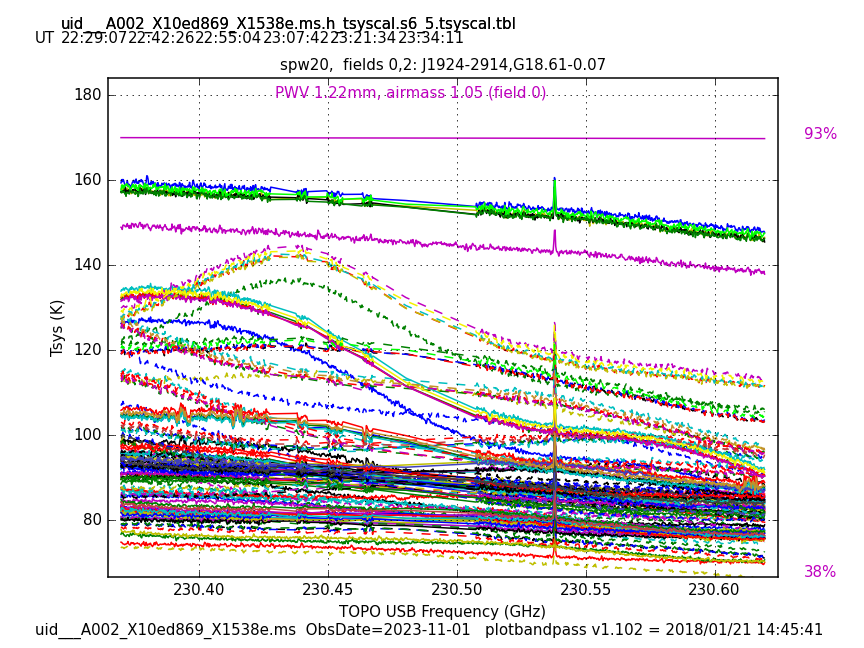 uid___A002_X10ed869_X1538e.ms.h_tsyscal.s6_5.tsyscal.tbl
UT 22:29:07 22:42:26 22:55:04 23:07:42 23:21:34 23:34:11
spw20, fields 0,2: J1924-2914,G18.61-0.07
PWV 1.22mm, airmass 1.05 (field 0)
180
93%
160
140
Tsys (K)
120
100
80
38%
230.40 230.45 230.50 230.55 230.60
TOPO USB Frequency (GHz)
uid___A002_X10ed869_X1538e.ms ObsDate=2023-11-01 plotbandpass v1.102 = 2018/01/21 14:45:41